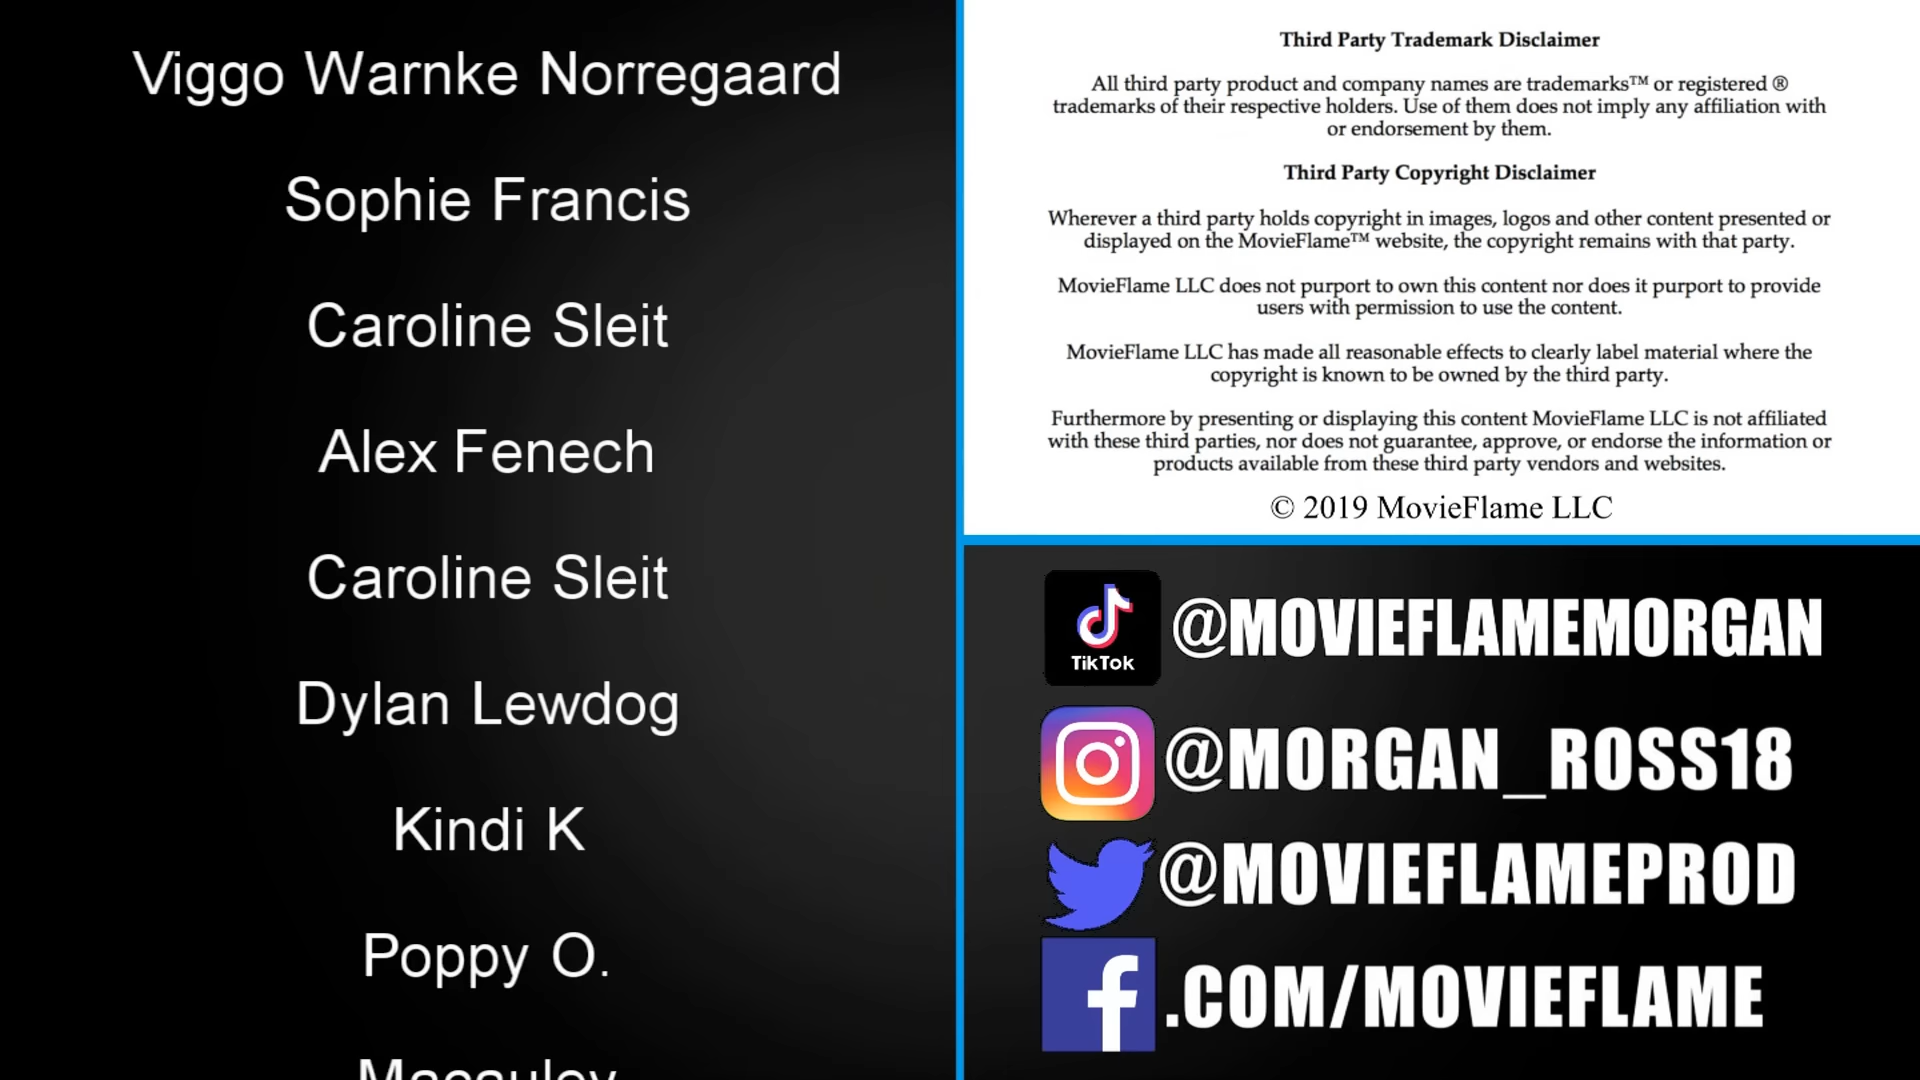 Viggo Warnke Norregaard
Sophie Francis
Caroline Sleit
Alex Fenech
Caroline Sleit
Dylan Lewdog
Kindi K
Poppy O.
Macauley
Third Party Trademark Disclaimer
All third party product and company names are trademarks™ or registered ®
trademarks of their respective holders. Use of them does not imply any affiliation with
or endorsement by them.
Third Party Copyright Disclaimer
Wherever a third party holds copyright in images, logos and other content presented or
displayed on the MovieFlame™ website, the copyright remains with that party.
MovieFlame LLC does not purport to own this content nor does it purport to provide
users with permission to use the content.
MovieFlame LLC has made all reasonable effects to clearly label material where the
copyright is known to be owned by the third party.
Furthermore by presenting or displaying this content MovieFlame LLC is not affiliated
with these third parties, nor does not guarantee, approve, or endorse the information or
products available from these third party vendors and websites.
© 2019 MovieFlame LLC
TikTok
@MOVIEFLAMEMORGAN
@MORGAN_ROSS18
@MOVIEFLAMEPROD
f
.COM/MOVIEFLAME